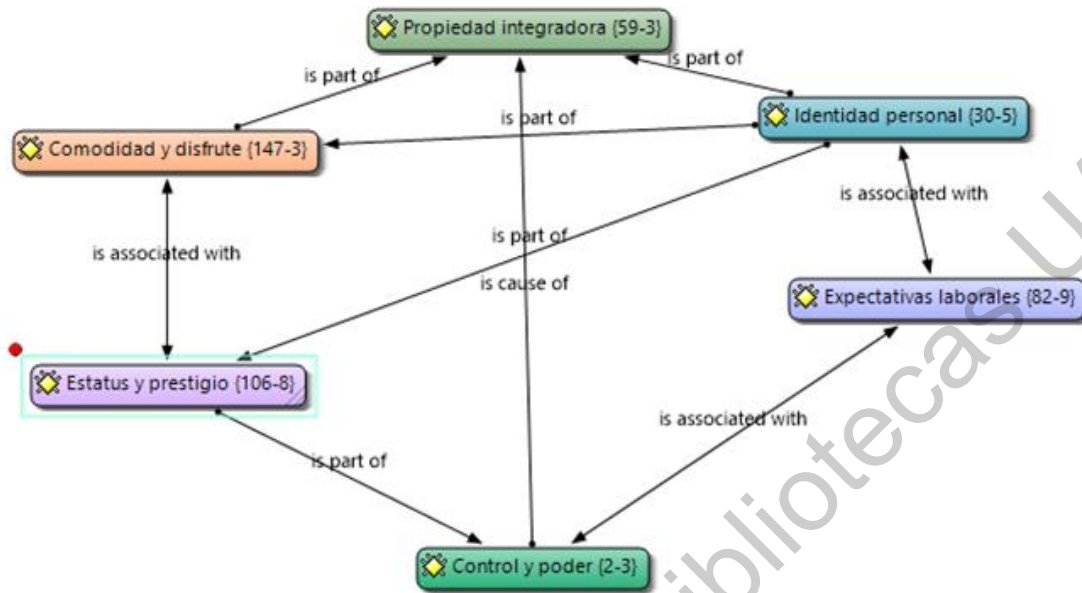 Propiedad integradora {59-3}
is part of
is part of
Identidad personal {30-5}
is part of
Comodidad y disfrute {147-3}
is associated with
is part of
is associated with
is cause of
Expectativas laborales {82-9}
Estatus y prestigio {106-8}
is associated with
is part of
Control y poder {2-3}
bliotecas